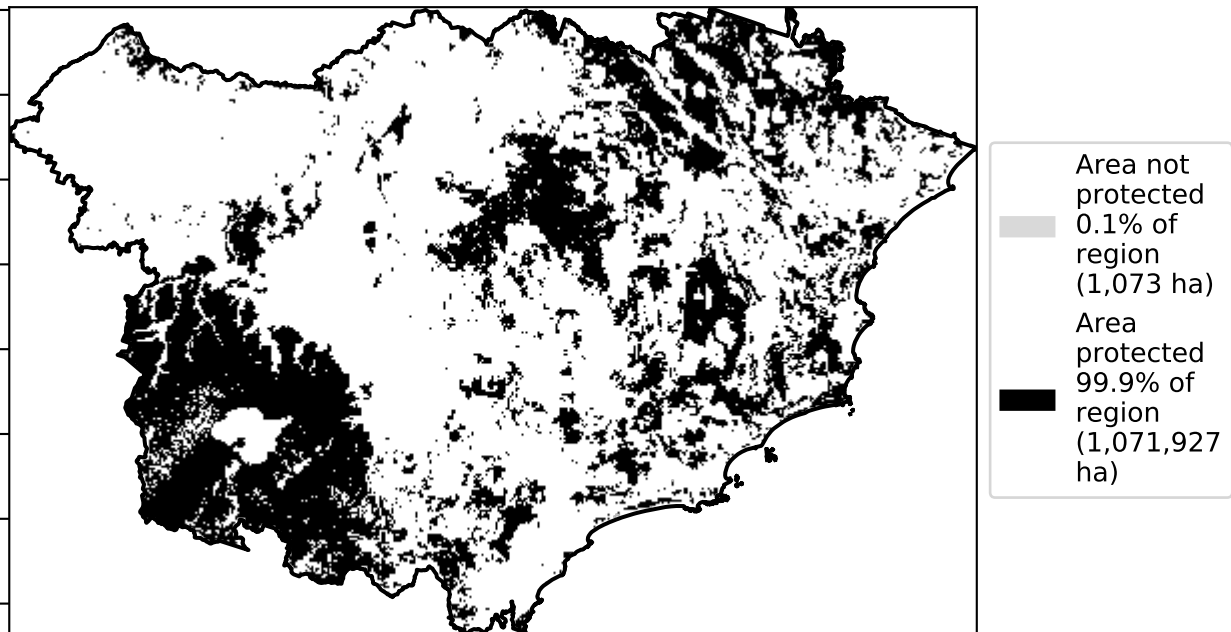 Area not
protected
0.1% of
region
(1,073 ha)
Area
protected
99.9% of
region
(1,071,927
ha)